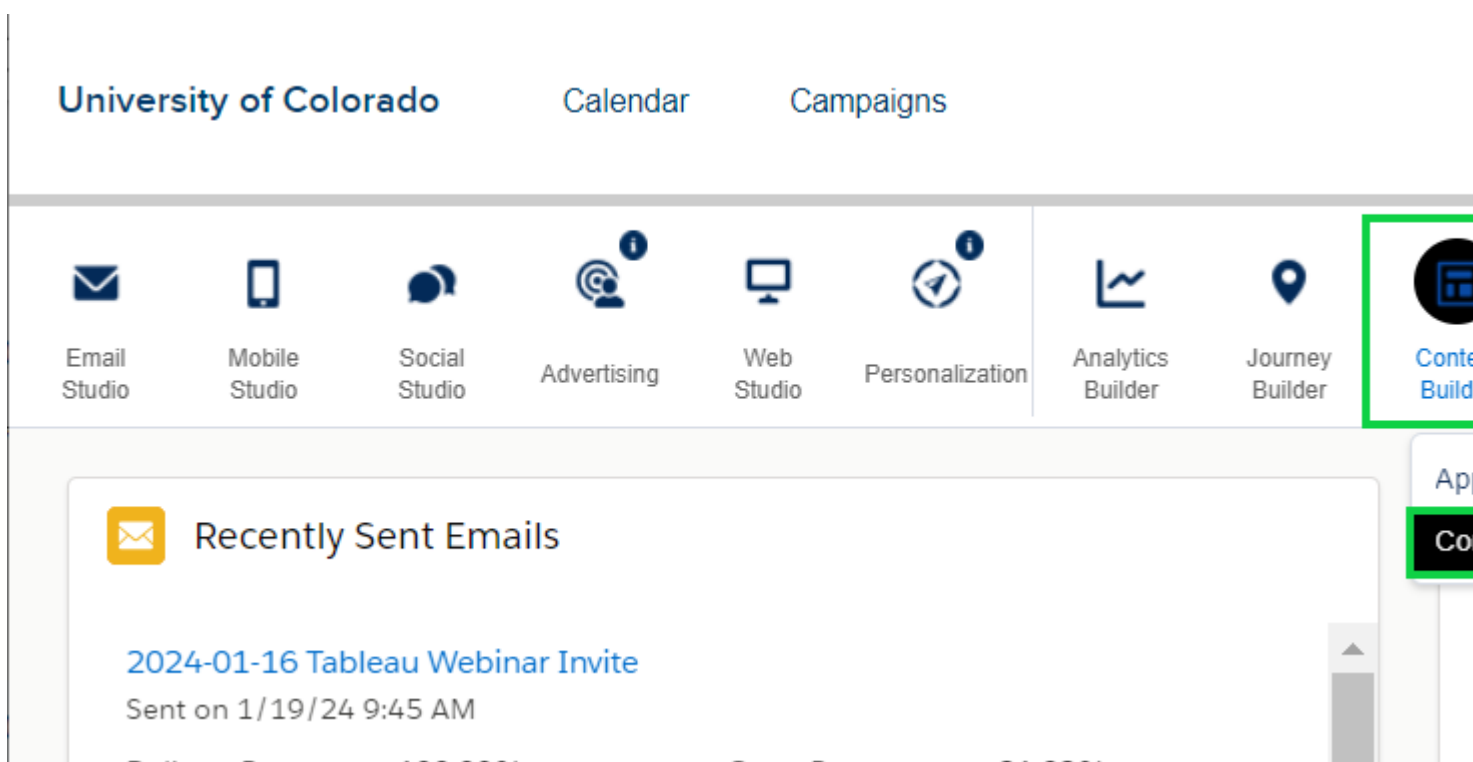 University of Colorado Calendar Campaigns
Email Studio
Mobile Studio
Social Studio
Advertising
Web Studio
Personalization
Analytics Builder
Journey Builder
Recently Sent Emails
2024-01-16 Tableau Webinar Invite
Sent on 1/19/24 9:45 AM